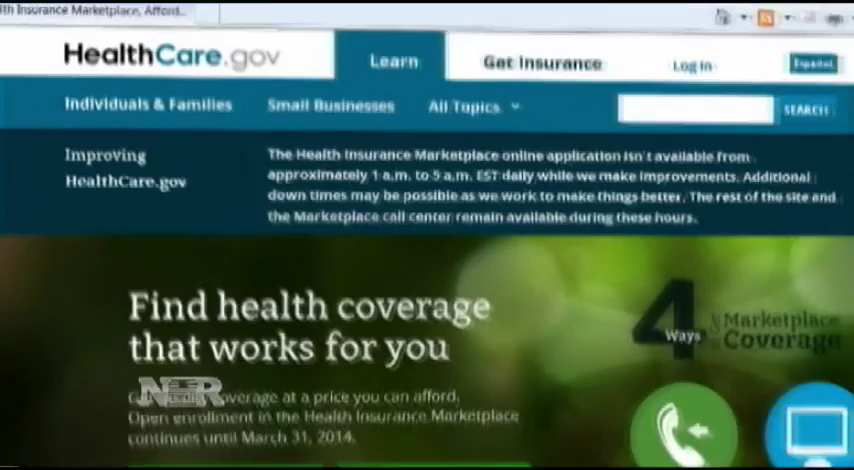 lth Insurance Marketplace, Afford...
HealthCare.gov
Learn
Get Insurance
Log in
Español
Individuals & Families
Small Businesses
All Topics
SEARCH
Improving
HealthCare.gov
The Health Insurance Marketplace online application isn't available from
approximately 1 a.m. to 5 a.m. EST daily while we make improvements. Additional
down times may be possible as we work to make things better. The rest of the site and
the Marketplace call center remain available during these hours.
Find health coverage
that works for you
4 Ways Marketplace
Coverage
NBR
coverage at a price you can afford.
Open enrollment in the Health Insurance Marketplace
continues until March 31, 2014.